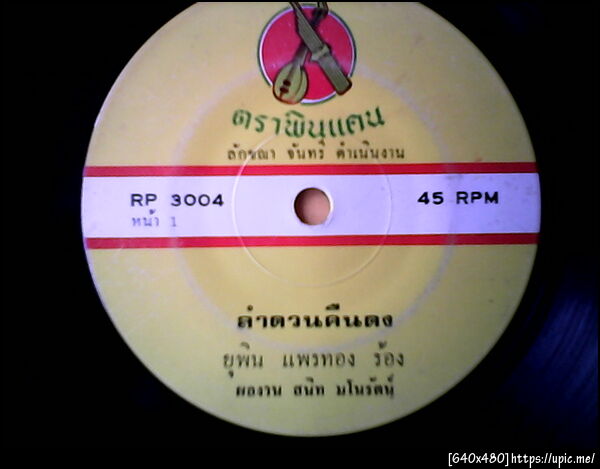 ตราพิณแคน
ลักขณา จันทร์ ดำเนินงาน
RP 3004
หน้า 1
45 RPM
ลำดวนคืนดง
ยุพิน แพรทอง ร้อง
ผลงาน สนิท มโนรัตน์
[640x480]https://upic.me/